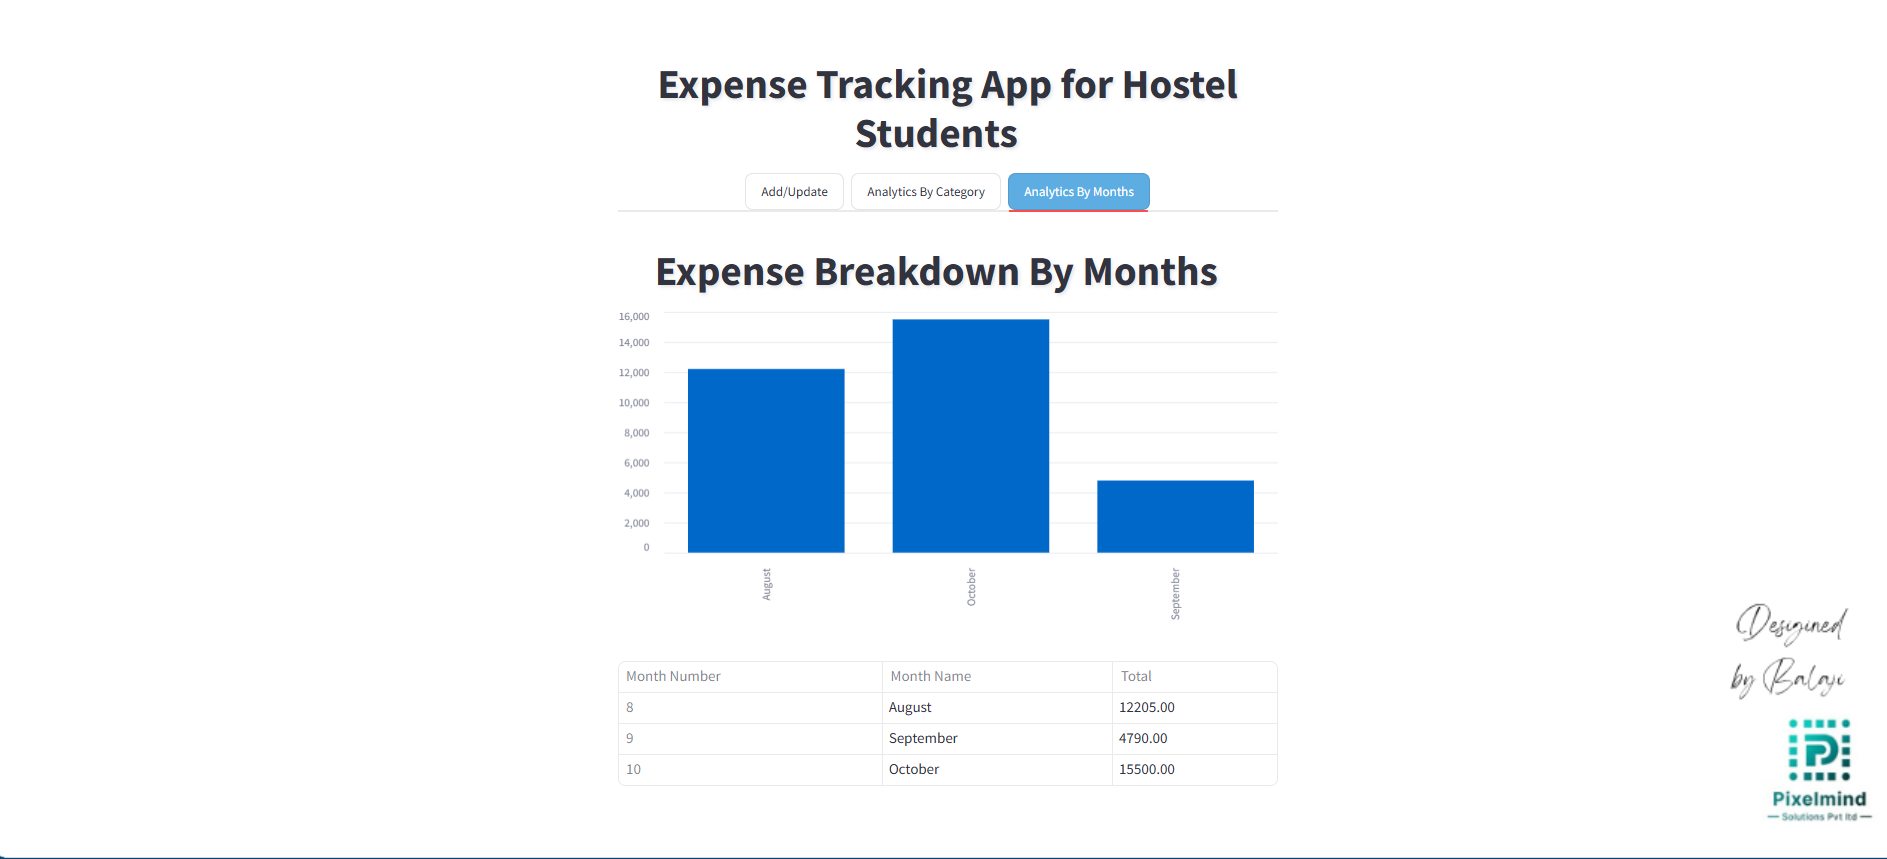 Expense Tracking App for Hostel
Students
Add/Update
Analytics By Category
Analytics By Months
Expense Breakdown By Months
16,000
14,000
12,000
10,000
8,000
6,000
4,000
2,000
0
August
October
September
Month Number Month Name Total
8 August 12205.00
9 September 4790.00
10 October 15500.00
Desigined
by Balaji
Pixelmind
Solutions Pvt ltd